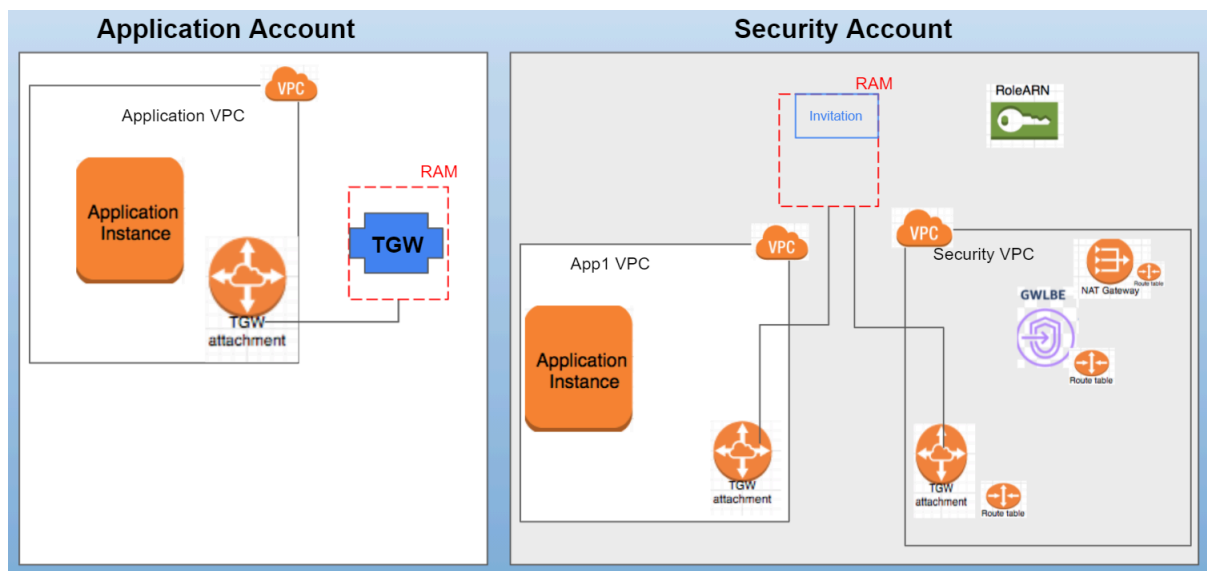 Application Account
Security Account
VPC
Application VPC
RAM
TGW
Application
Instance
TGW
attachment
RAM
Invitation
RoleARN
VPC
App1 VPC
Application
Instance
TGW
attachment
VPC
Security VPC
NAT Gateway
Route table
GWLBE
Route table
TGW
attachment
Route table